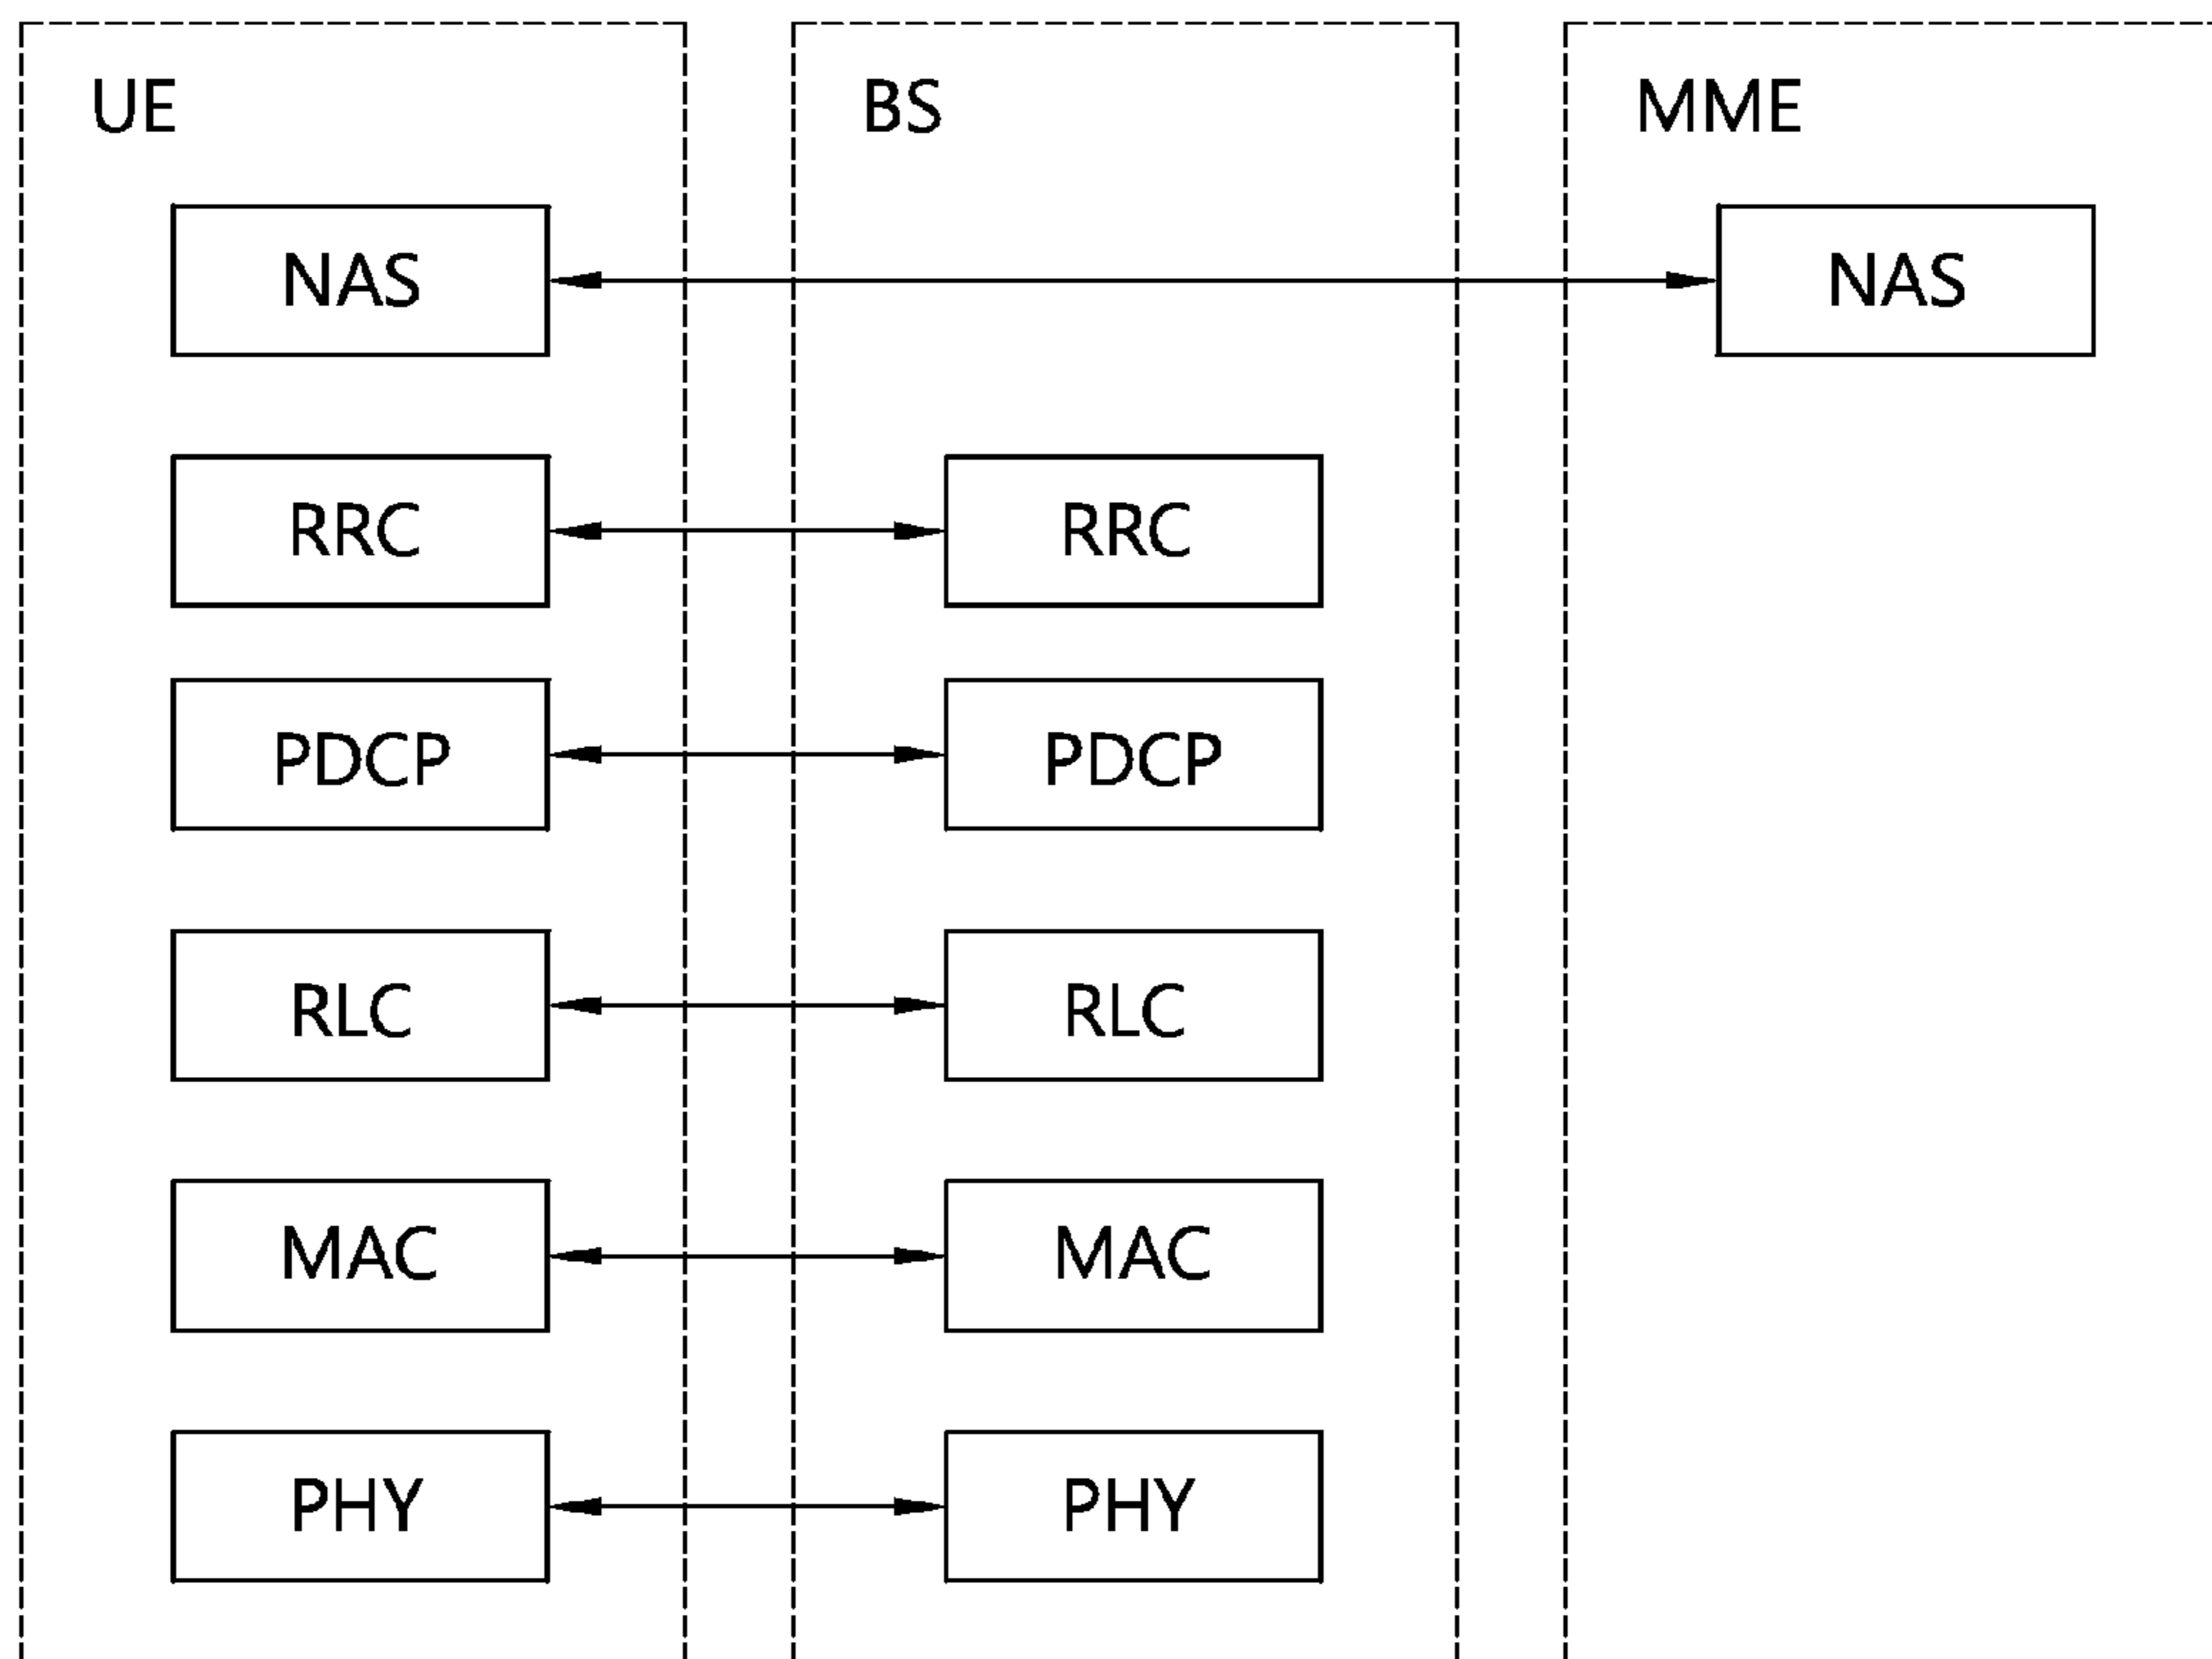 UE BS MME
NAS NAS
RRC RRC
PDCP PDCP
RLC RLC
MAC MAC
PHY PHY